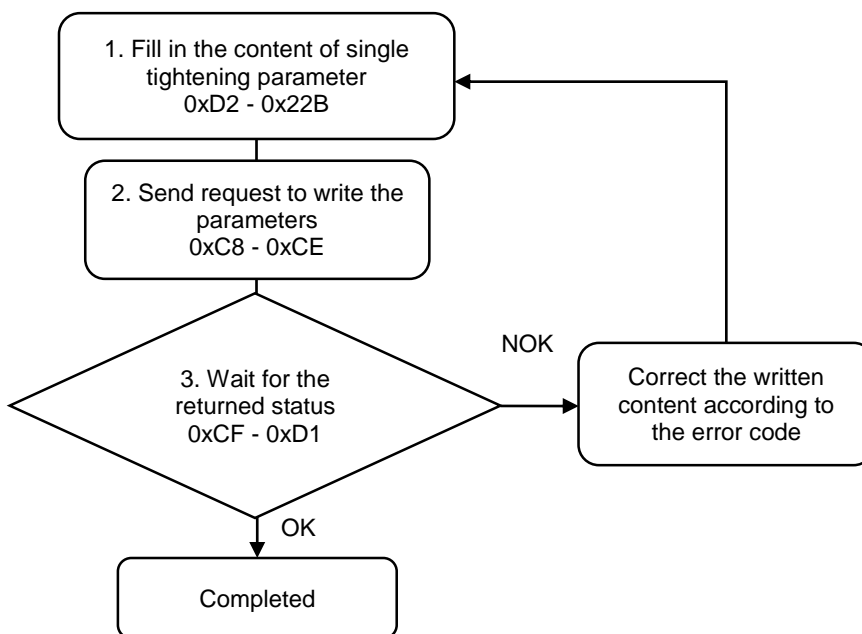 1. Fill in the content of single
tightening parameter
0xD2 - 0x22B
2. Send request to write the
parameters
0xC8 - 0xCE
NOK
3. Wait for the
returned status
0xCF - 0xD1
Correct the written
content according to
the error code
OK
Completed